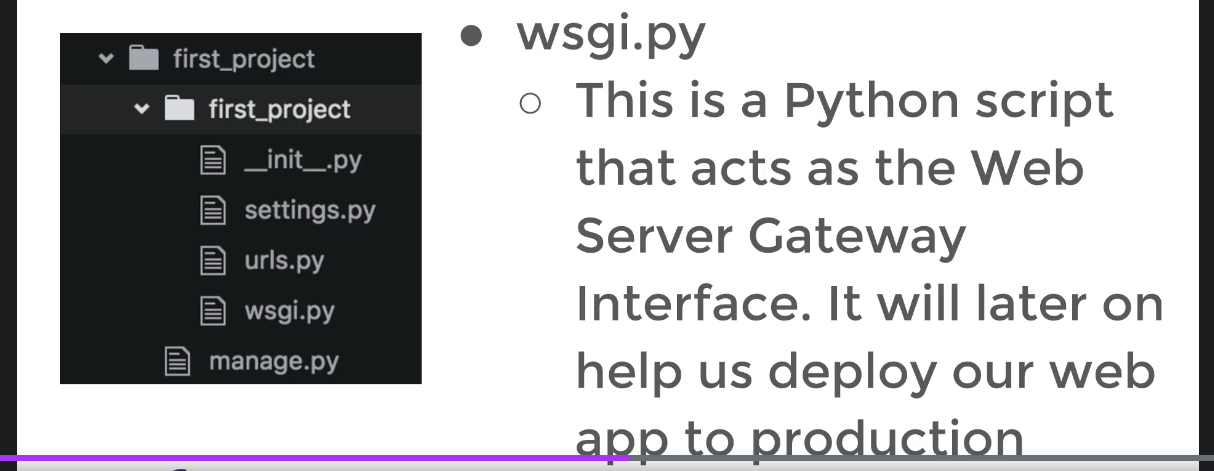 first_project
first_project
__init__.py
settings.py
urls.py
wsgi.py
manage.py
wsgi.py
This is a Python script
that acts as the Web
Server Gateway
Interface. It will later on
help us deploy our web
app to production